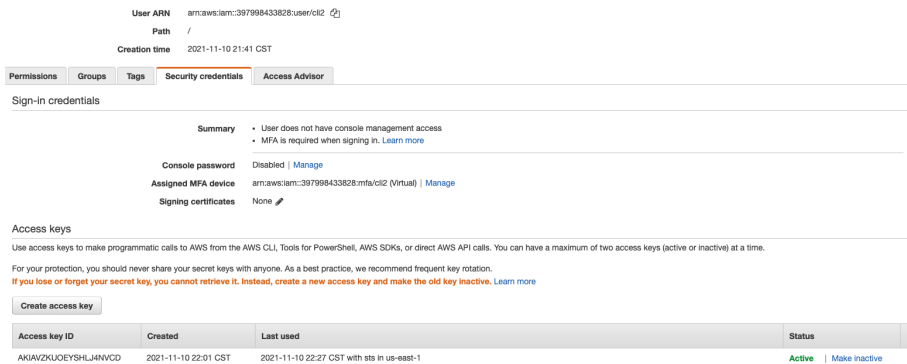 User ARN arn:aws:iam::397998433828:user/cli2
Path /
Creation time 2021-11-10 21:41 CST
Permissions Groups Tags Security credentials Access Advisor
Sign-in credentials
Summary • User does not have console management access
• MFA is required when signing in. Learn more
Console password Disabled | Manage
Assigned MFA device arn:aws:iam::397998433828:mfa/cli2 (Virtual) | Manage
Signing certificates None
Access keys
Use access keys to make programmatic calls to AWS from the AWS CLI, Tools for PowerShell, AWS SDKs, or direct AWS API calls. You can have a maximum of two access keys (active or inactive) at a time.
For your protection, you should never share your secret keys with anyone. As a best practice, we recommend frequent key rotation.
If you lose or forget your secret key, you cannot retrieve it. Instead, create a new access key and make the old key inactive. Learn more
Create access key
Access key ID Created Last used Status
AKIAVZKUOEYSHLJ4NVCD 2021-11-10 22:01 CST 2021-11-10 22:27 CST with sts in us-east-1 Active | Make inactive